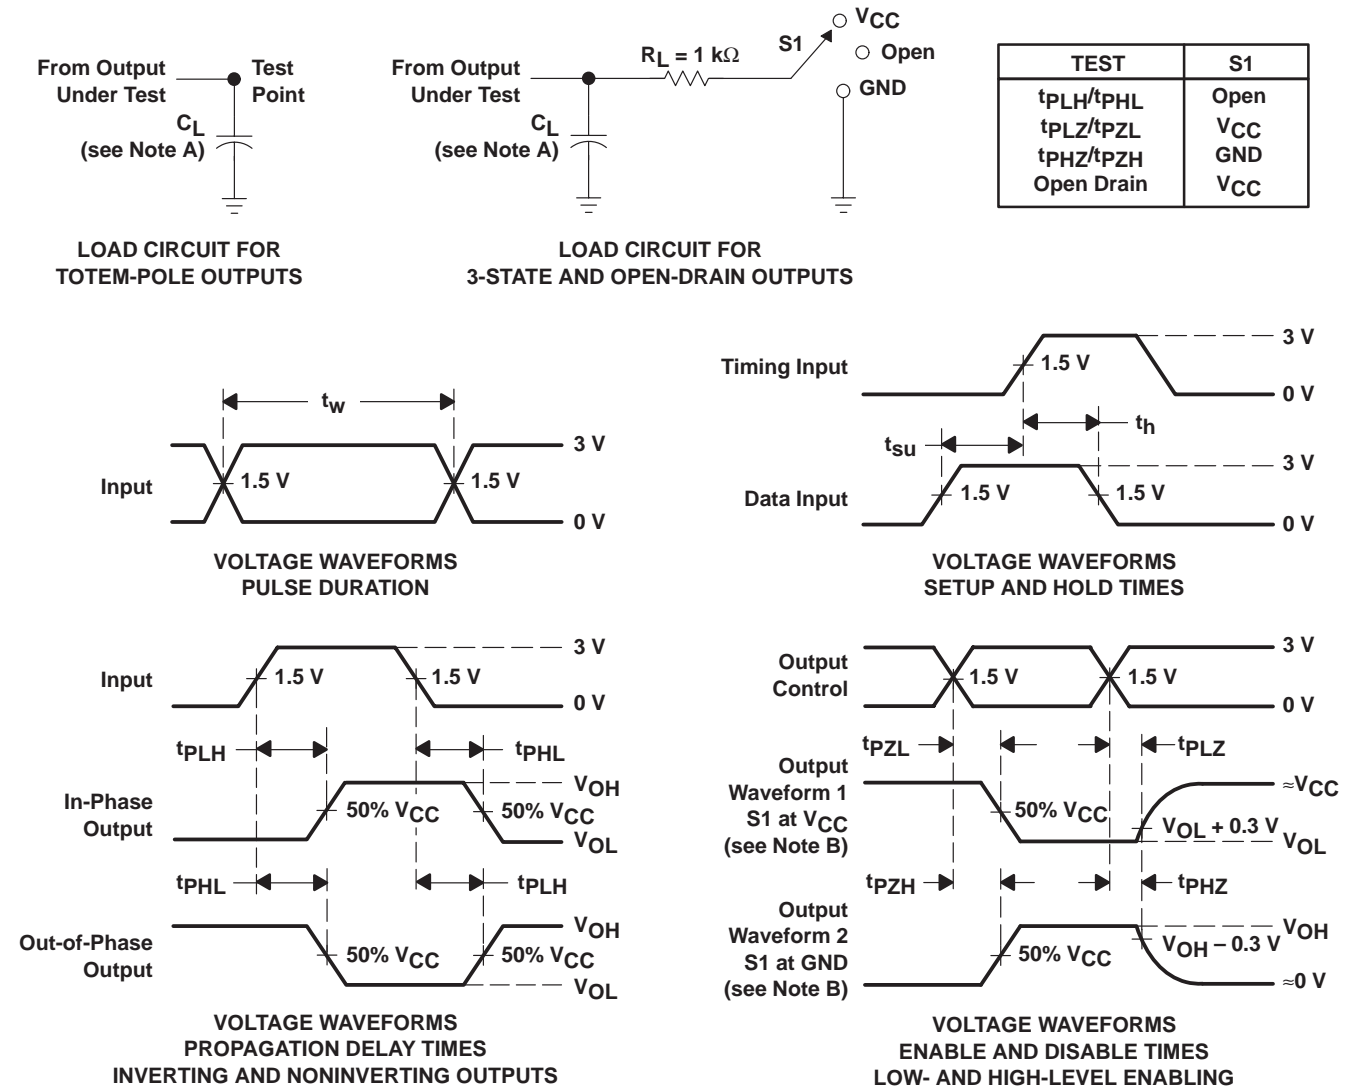 From Output
Under Test
Test
Point
CL
(see Note A)
LOAD CIRCUIT FOR
TOTEM-POLE OUTPUTS
From Output
Under Test
CL
(see Note A)
RL = 1 kΩ
S1
VCC
Open
GND
LOAD CIRCUIT FOR
3-STATE AND OPEN-DRAIN OUTPUTS
TEST S1
tPLH/tPHL Open
tPLZ/tPZL VCC
tPHZ/tPZH GND
Open Drain VCC
tw
Input
1.5 V
1.5 V
3 V
0 V
VOLTAGE WAVEFORMS
PULSE DURATION
Timing Input
1.5 V
3 V
0 V
th
tsu
Data Input
1.5 V
1.5 V
3 V
0 V
VOLTAGE WAVEFORMS
SETUP AND HOLD TIMES
Input
1.5 V
1.5 V
3 V
0 V
tPLH
tPHL
In-Phase
Output
50% VCC
50% VCC
VOH
VOL
tPHL
tPLH
Out-of-Phase
Output
50% VCC
50% VCC
VOH
VOL
VOLTAGE WAVEFORMS
PROPAGATION DELAY TIMES
INVERTING AND NONINVERTING OUTPUTS
Output
Control
1.5 V
1.5 V
3 V
0 V
tPZL
tPLZ
Output
Waveform 1
S1 at VCC
(see Note B)
50% VCC
≈VCC
VOL + 0.3 V
VOL
tPZH
tPHZ
Output
Waveform 2
S1 at GND
(see Note B)
50% VCC
VOH
VOH – 0.3 V
≈0 V
VOLTAGE WAVEFORMS
ENABLE AND DISABLE TIMES
LOW- AND HIGH-LEVEL ENABLING